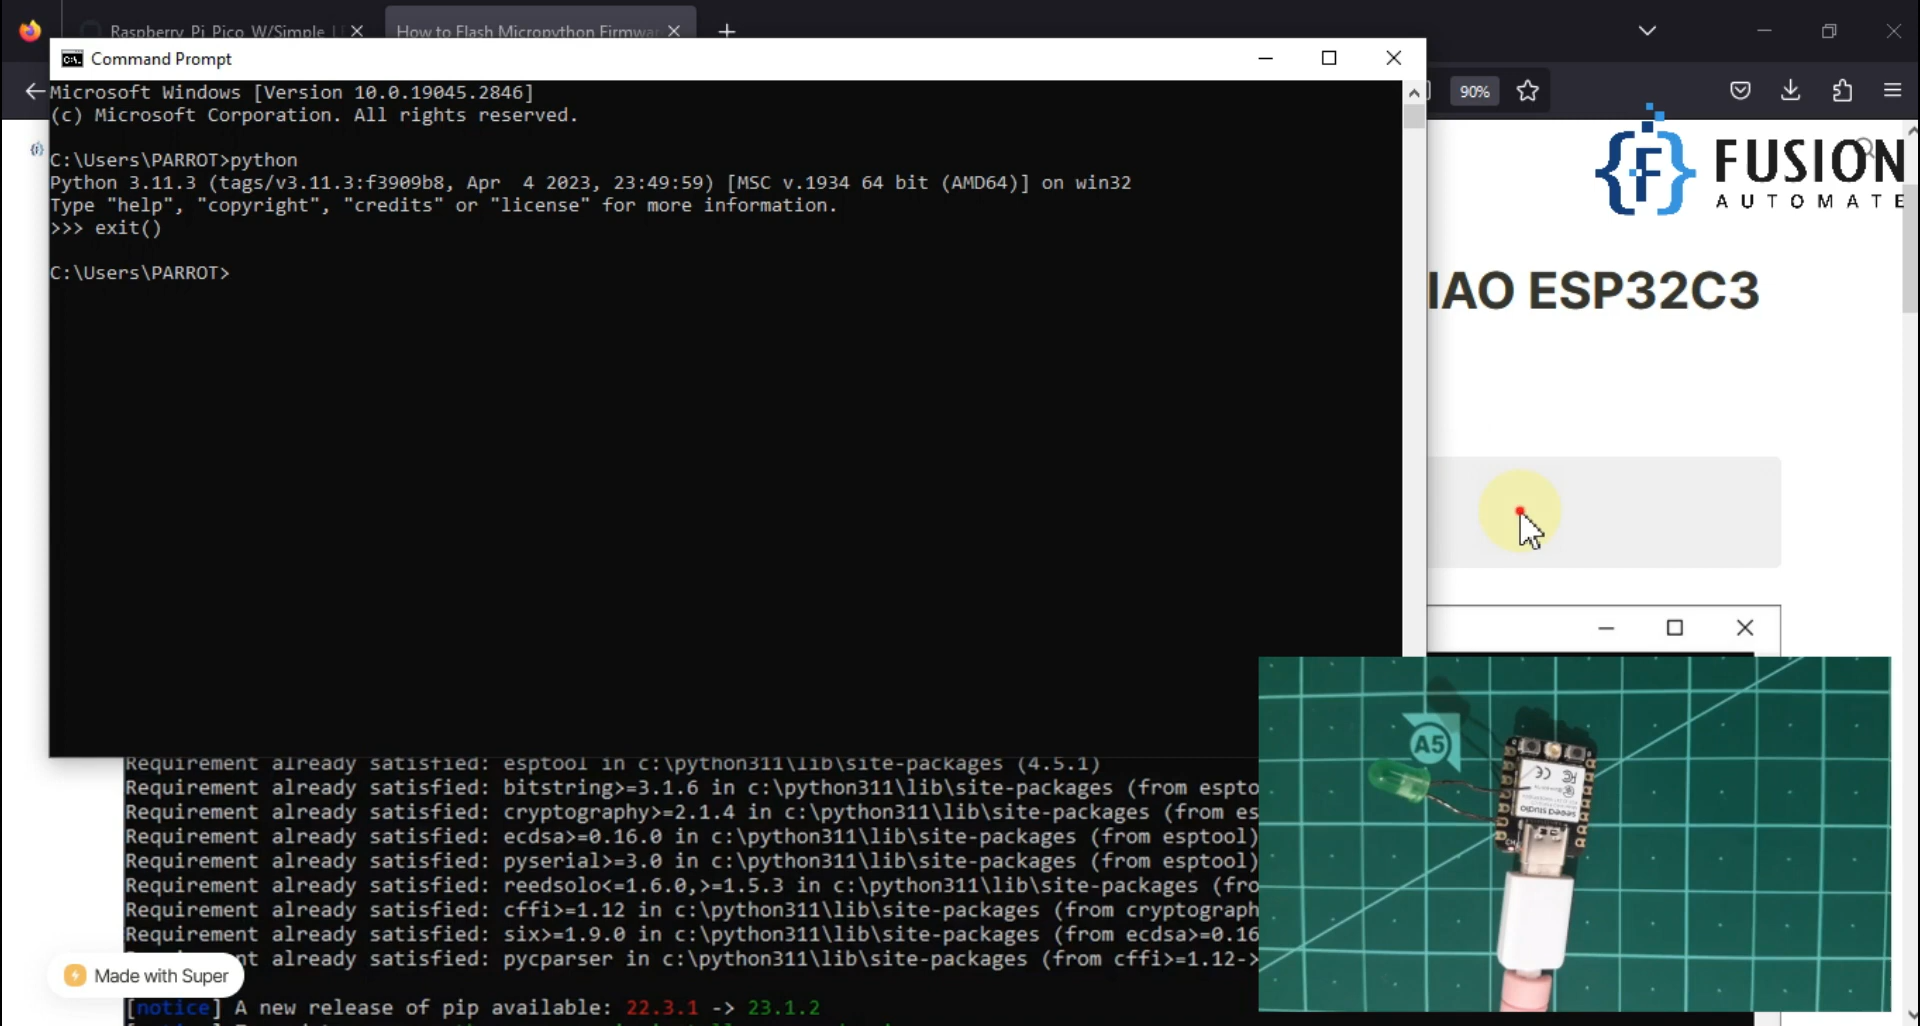 Raspberry Pi Pico W/Simple
How to Flash Micropython Firmwar
Command Prompt
90%
Microsoft Windows [Version 10.0.19045.2846]
(c) Microsoft Corporation. All rights reserved.
C:\Users\PARROT>python
Python 3.11.3 (tags/v3.11.3:f3909b8, Apr  4 2023, 23:49:59) [MSC v.1934 64 bit (AMD64)] on win32
Type "help", "copyright", "credits" or "license" for more information.
>>> exit()
C:\Users\PARROT>
FUSION
AUTOMATE
IAO ESP32C3
A5
seeed studio
Requirement already satisfied: esptool in c:\python311\lib\site-packages (4.5.1)
Requirement already satisfied: bitstring>=3.1.6 in c:\python311\lib\site-packages (from espto
Requirement already satisfied: cryptography>=2.1.4 in c:\python311\lib\site-packages (from es
Requirement already satisfied: ecdsa>=0.16.0 in c:\python311\lib\site-packages (from esptool)
Requirement already satisfied: pyserial>=3.0 in c:\python311\lib\site-packages (from esptool)
Requirement already satisfied: reedsolo<=1.6.0,>=1.5.3 in c:\python311\lib\site-packages (fro
Requirement already satisfied: cffi>=1.12 in c:\python311\lib\site-packages (from cryptograph
Requirement already satisfied: six>=1.9.0 in c:\python311\lib\site-packages (from ecdsa>=0.16
nt already satisfied: pycparser in c:\python311\lib\site-packages (from cffi>=1.12->
Made with Super
[notice] A new release of pip available: 22.3.1 -> 23.1.2